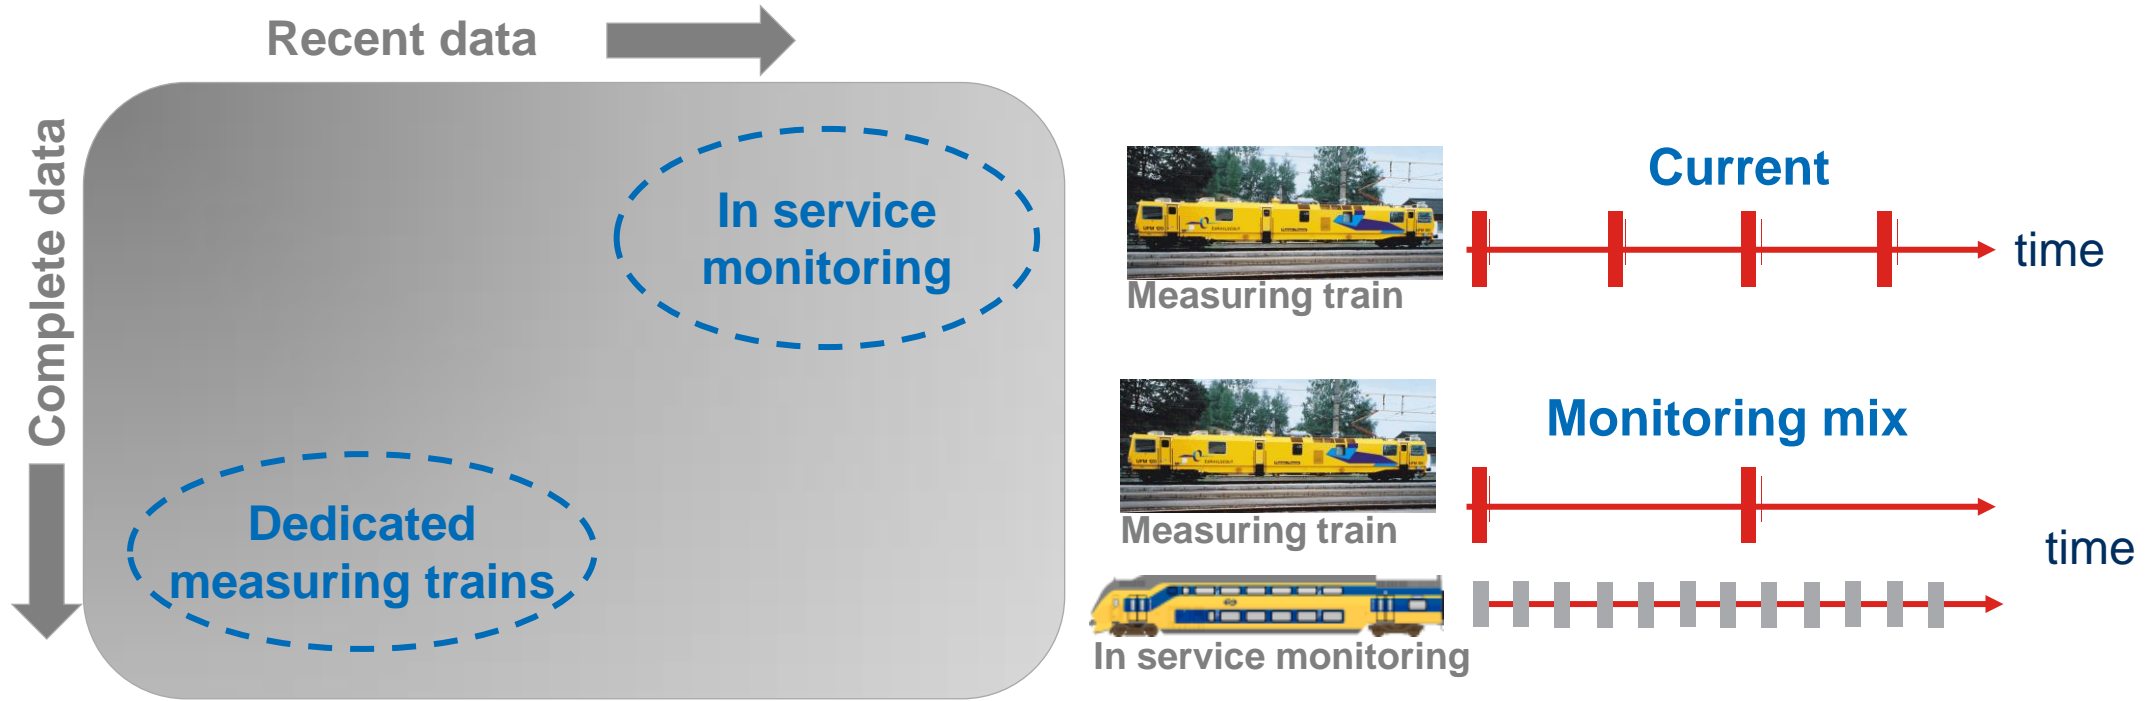 Recent data
Complete data
In service
monitoring
Dedicated
measuring trains
Current
time
Measuring train
Monitoring mix
Measuring train
time
In service monitoring